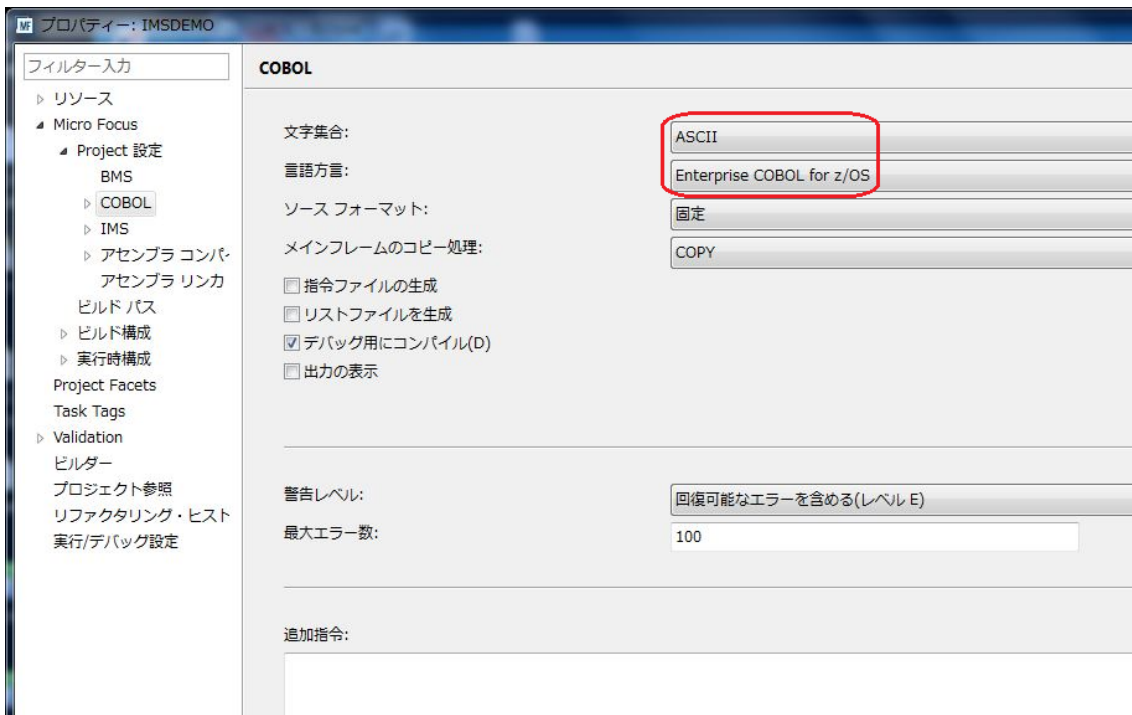 プロパティー: IMSDEMO
フィルター入力
リソース
Micro Focus
Project 設定
BMS
COBOL
IMS
アセンブラ コンパイ
アセンブラ リンカ
ビルド パス
ビルド構成
実行時構成
Project Facets
Task Tags
Validation
ビルダー
プロジェクト参照
リファクタリング・ヒスト
実行/デバッグ設定
COBOL
文字集合: ASCII
言語方言: Enterprise COBOL for z/OS
ソース フォーマット: 固定
メインフレームのコピー処理: COPY
指令ファイルの生成
リストファイルを生成
デバッグ用にコンパイル(D)
出力の表示
警告レベル: 回復可能なエラーを含める(レベル E)
最大エラー数: 100
追加指令: